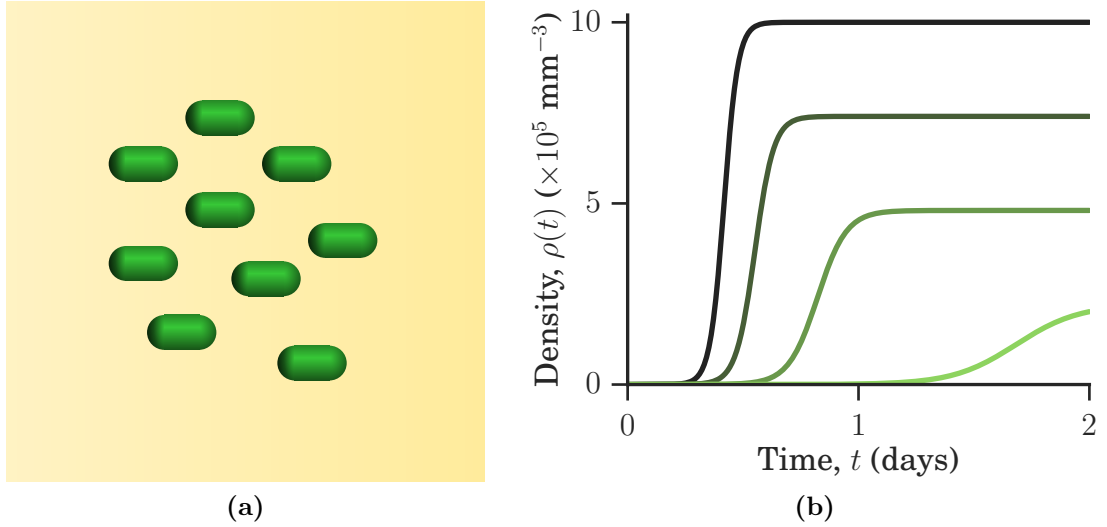 Density, ρ(t) (×10⁵ mm⁻³)
10
5
0
0 1 2
Time, t (days)
(a) (b)